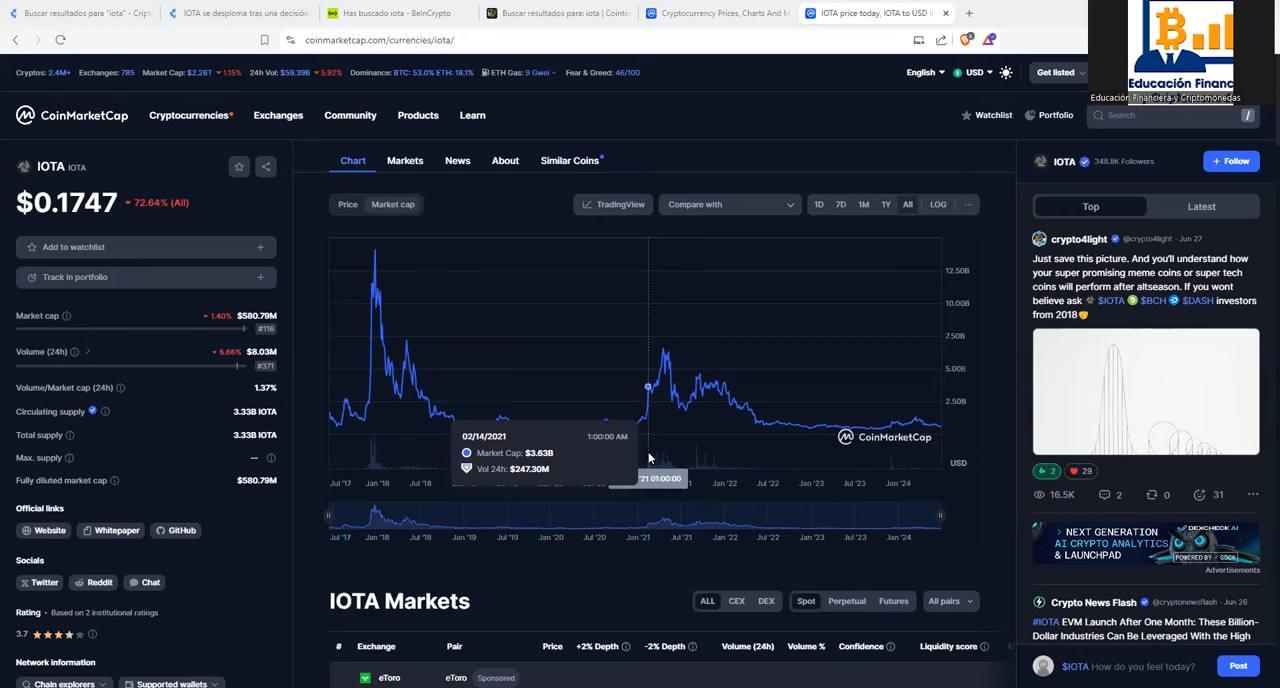 Buscar resultados para "iota" - Cript
IOTA se desploma tras una decisión
Has buscado iota - BeInCrypto
Buscar resultados para: iota | Cointel
Cryptocurrency Prices, Charts And M
IOTA price today, IOTA to USD li
coinmarketcap.com/currencies/iota/
Cryptos: 2.4M+ Exchanges: 785 Market Cap: $2.26T 1.15% 24h Vol: $59.39B 5.92% Dominance: BTC: 53.0% ETH: 18.1% ETH Gas: 9 Gwei Fear & Greed: 46/100
English USD Get listed
Educación Financ
Educación Financiera y Criptomonedas
CoinMarketCap Cryptocurrencies Exchanges Community Products Learn
Watchlist Portfolio Search /
IOTA IOTA
$0.1747 72.64% (All)
Add to watchlist +
Track in portfolio +
Market cap 1.40% $580.79M
#116
Volume (24h) 6.66% $8.03M
#371
Volume/Market cap (24h) 1.37%
Circulating supply 3.33B IOTA
Total supply 3.33B IOTA
Max. supply --
Fully diluted market cap $580.79M
Official links
Website Whitepaper GitHub
Socials
Twitter Reddit Chat
Rating · Based on 2 institutional ratings
3.7
Network information
Chain explorers Supported wallets
Chart Markets News About Similar Coins
Price Market cap TradingView Compare with 1D 7D 1M 1Y All LOG ...
12.50B
10.00B
7.50B
5.00B
2.50B
USD
CoinMarketCap
02/14/2021 1:00:00 AM
Market Cap: $3.63B
Vol 24h: $247.30M
'21 01:00:00
Jul '17 Jan '18 Jul '18 Jan '22 Jul '22 Jan '23 Jul '23 Jan '24
Jul '17 Jan '18 Jul '18 Jan '19 Jul '19 Jan '20 Jul '20 Jan '21 Jul '21 Jan '22 Jul '22 Jan '23 Jul '23 Jan '24
IOTA Markets
ALL CEX DEX Spot Perpetual Futures All pairs
# Exchange Pair Price +2% Depth -2% Depth Volume (24h) Volume % Confidence Liquidity score
eToro eToro Sponsored
IOTA 348.8K Followers + Follow
Top Latest
crypto4light @crypto4light · Jun 27
Just save this picture. And you'll understand how
your super promising meme coins or super tech
coins will perform after altseason. If you wont
believe ask $IOTA $BCH $DASH investors
from 2018
2 29
16.5K 2 0 31 ...
NEXT GENERATION
AI CRYPTO ANALYTICS
& LAUNCHPAD
DEXCHECK AI
POWERED BY $DCK
Advertisements
Crypto News Flash @cryptonewsflash · Jun 26
#IOTA EVM Launch After One Month: These Billion-
Dollar Industries Can Be Leveraged With the High
$IOTA How do you feel today? Post